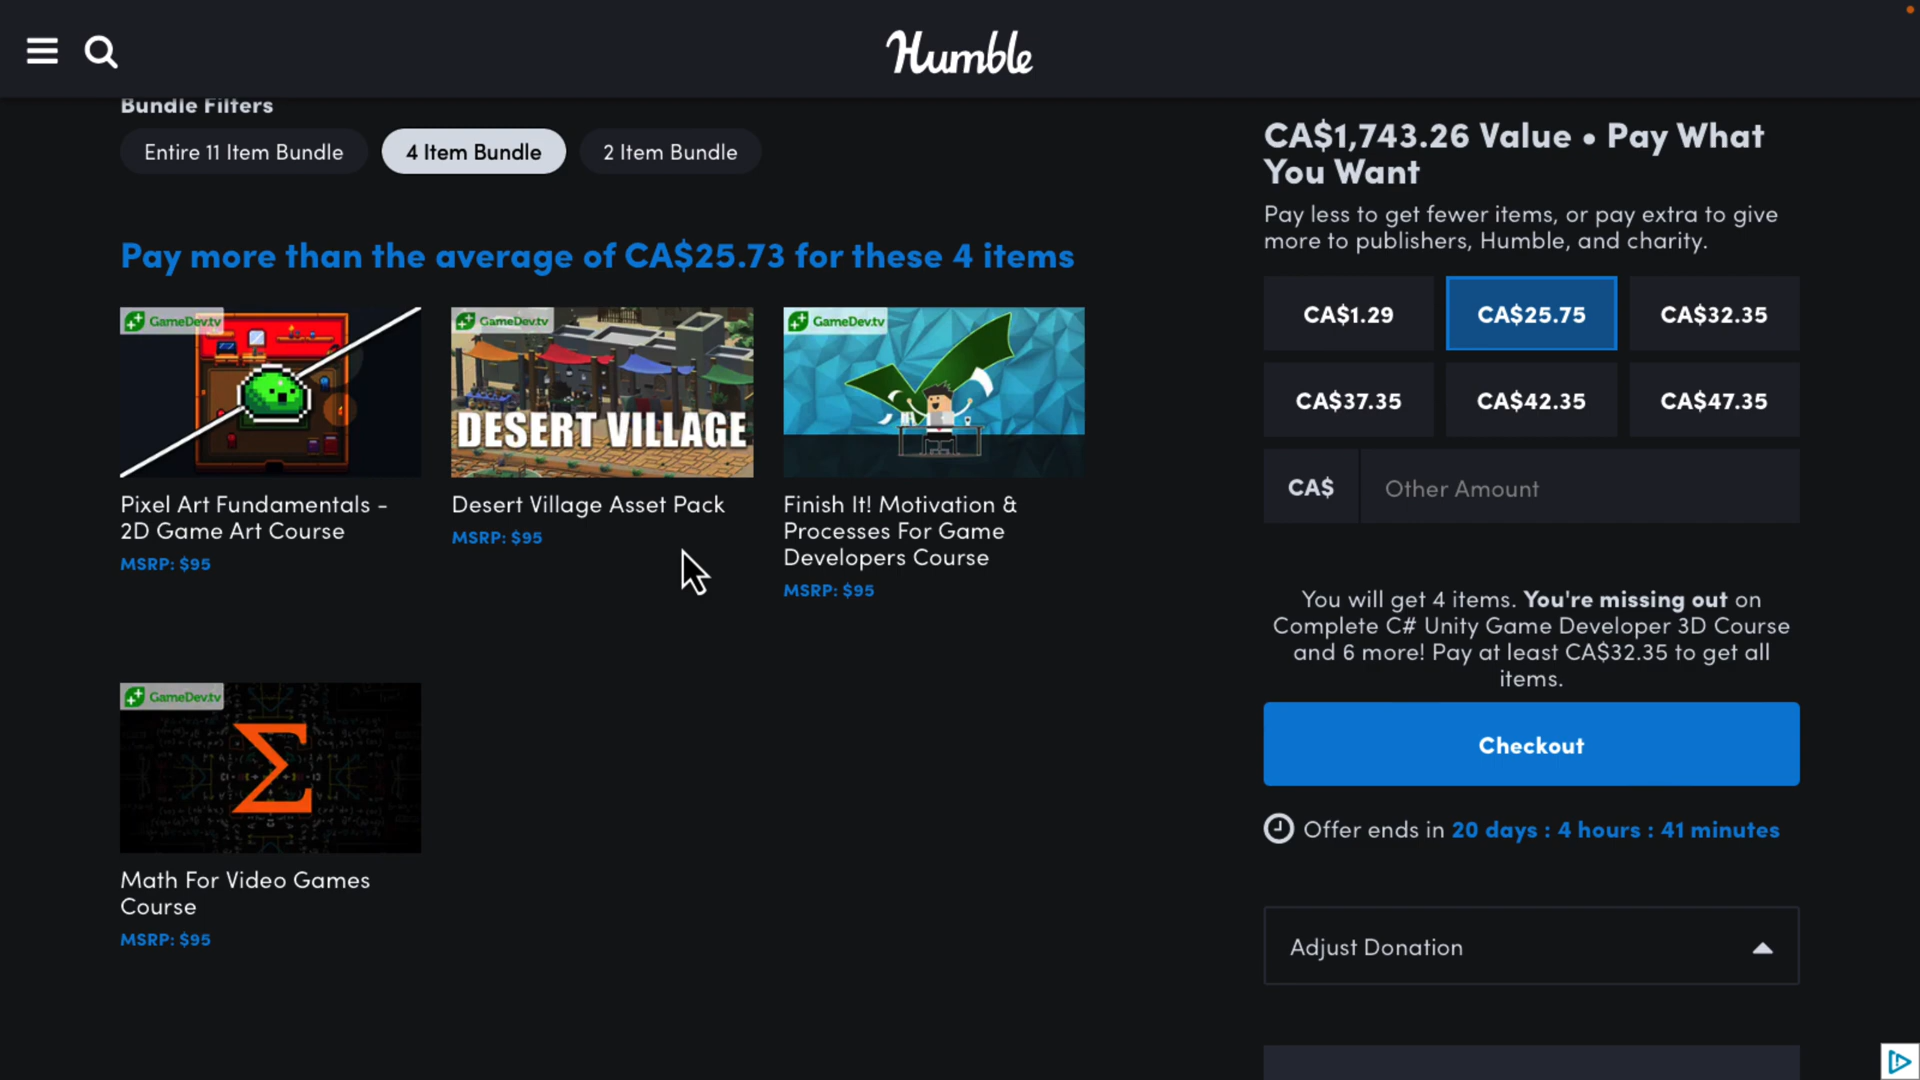 Humble
Bundle Filters
Entire 11 Item Bundle
4 Item Bundle
2 Item Bundle
Pay more than the average of CA$25.73 for these 4 items
GameDev.tv
Pixel Art Fundamentals -
2D Game Art Course
MSRP: $95
GameDev.tv
DESERT VILLAGE
Desert Village Asset Pack
MSRP: $95
GameDev.tv
Finish It! Motivation &
Processes For Game
Developers Course
MSRP: $95
GameDev.tv
Σ
Math For Video Games
Course
MSRP: $95
CA$1,743.26 Value • Pay What
You Want
Pay less to get fewer items, or pay extra to give
more to publishers, Humble, and charity.
CA$1.29
CA$25.75
CA$32.35
CA$37.35
CA$42.35
CA$47.35
CA$
Other Amount
You will get 4 items. You're missing out on
Complete C# Unity Game Developer 3D Course
and 6 more! Pay at least CA$32.35 to get all
items.
Checkout
Offer ends in 20 days : 4 hours : 41 minutes
Adjust Donation